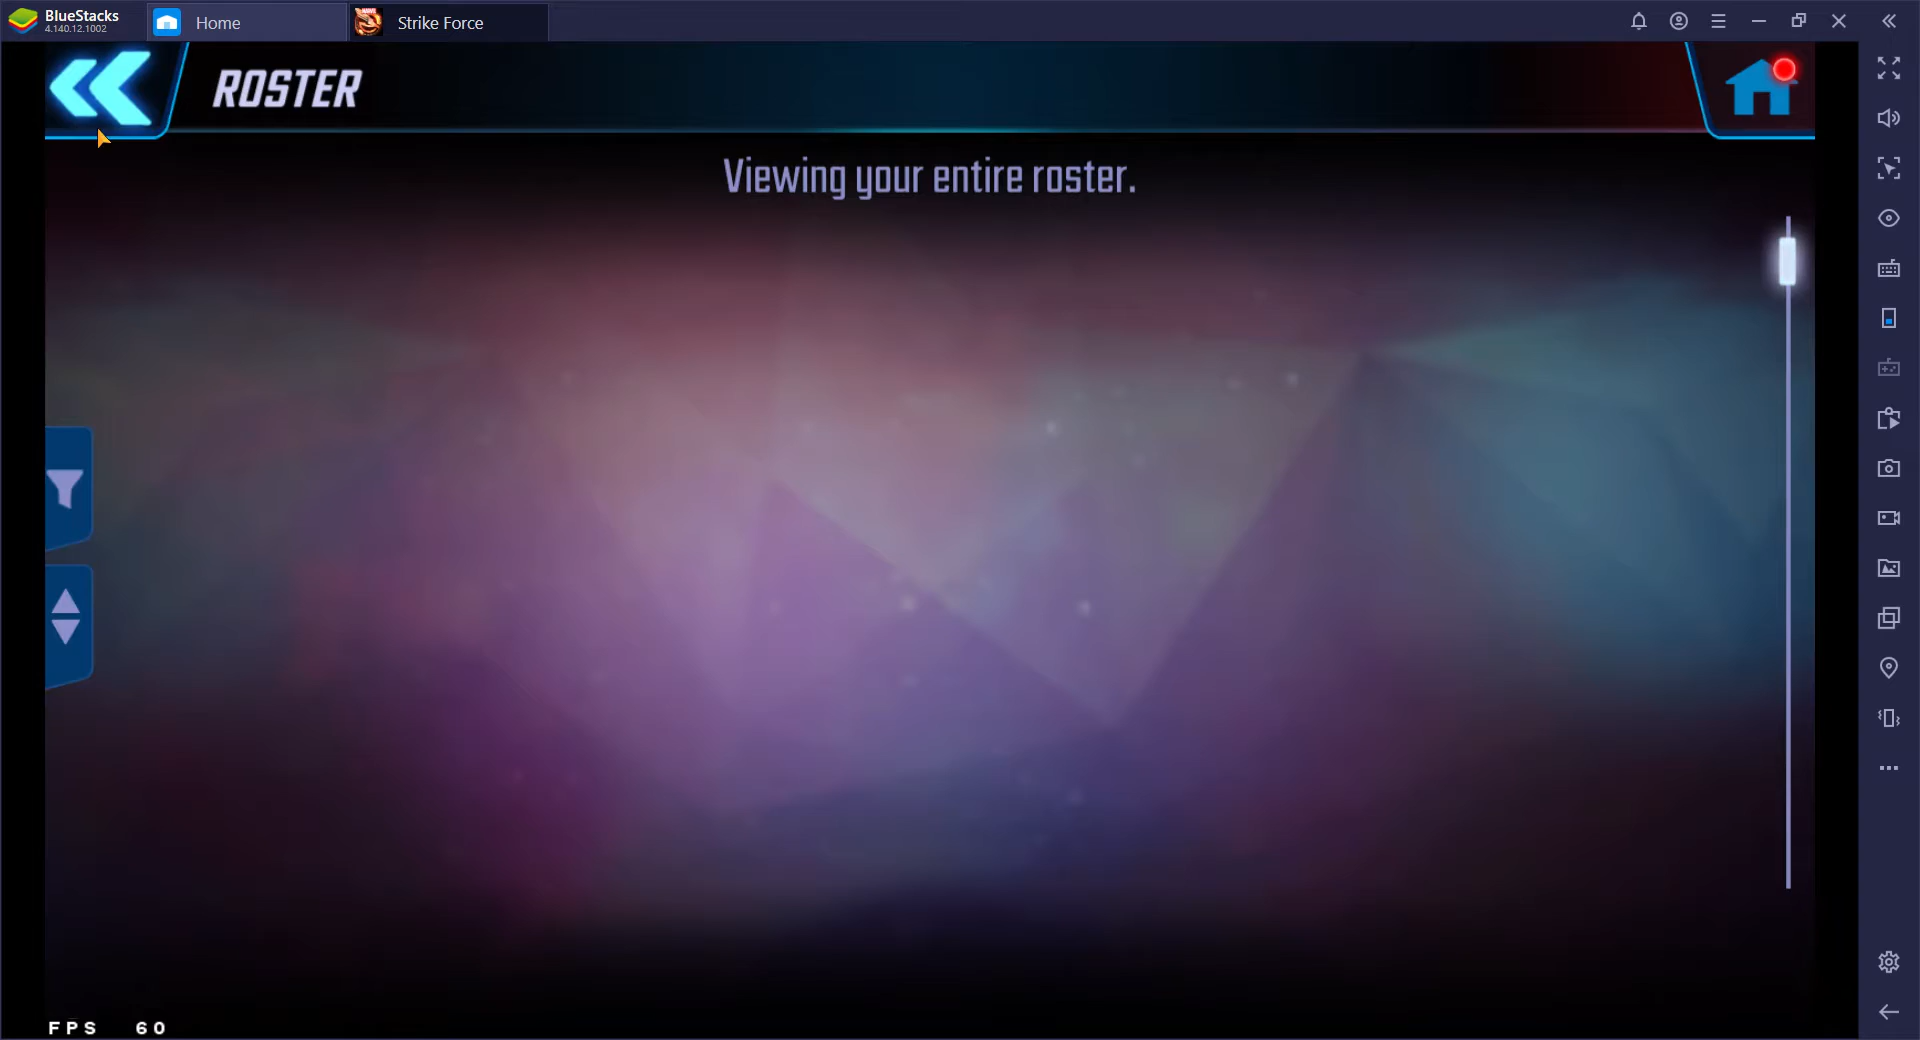 BlueStacks
4.140.12.1002
Home
Strike Force
ROSTER
Viewing your entire roster.
FPS 60